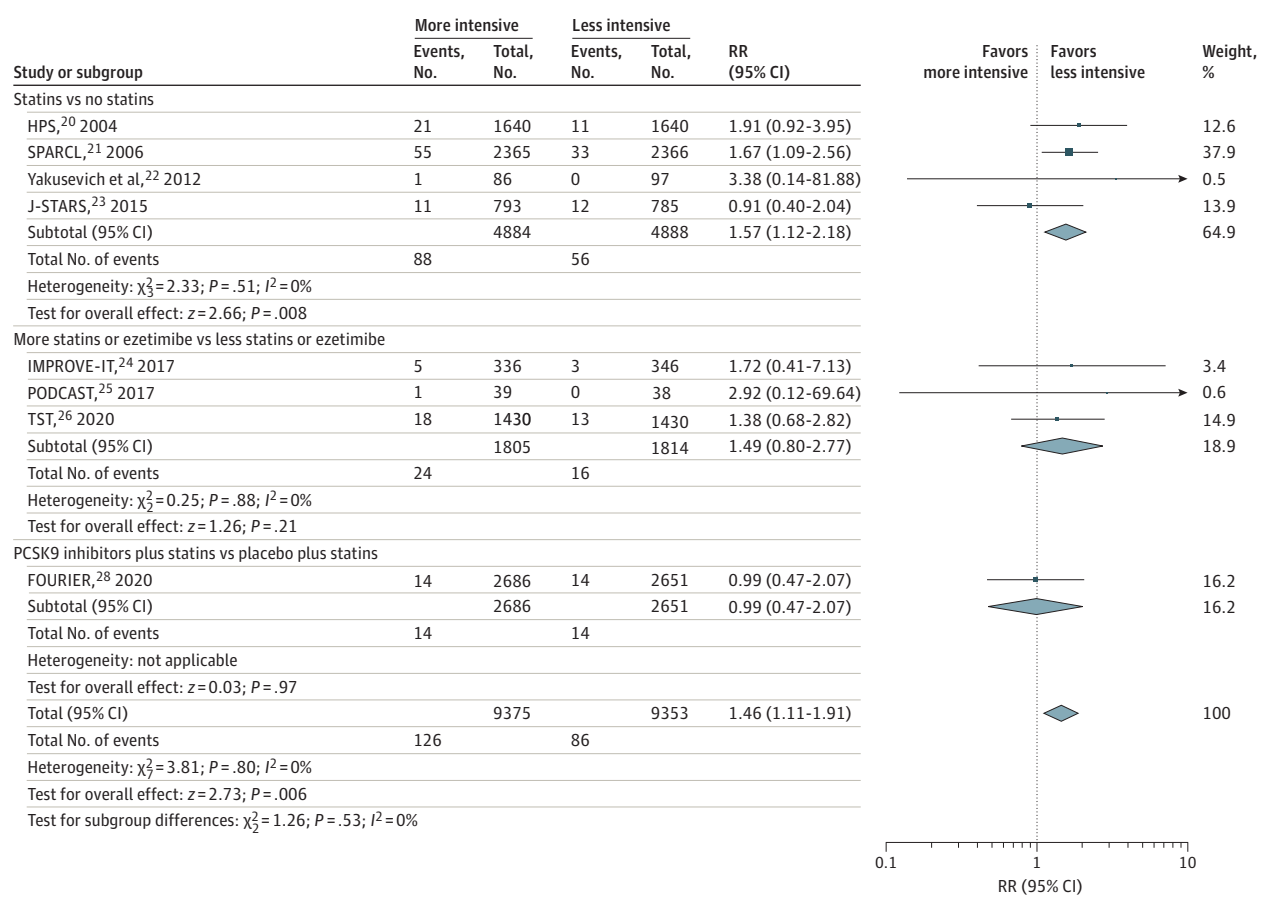 More intensive Less intensive
Events, No. Total, No. Events, No. Total, No. RR (95% CI) Favors more intensive Favors less intensive Weight, %
Study or subgroup
Statins vs no statins
HPS,20 2004 21 1640 11 1640 1.91 (0.92-3.95) 12.6
SPARCL,21 2006 55 2365 33 2366 1.67 (1.09-2.56) 37.9
Yakusevich et al,22 2012 1 86 0 97 3.38 (0.14-81.88) 0.5
J-STARS,23 2015 11 793 12 785 0.91 (0.40-2.04) 13.9
Subtotal (95% CI) 4884 4888 1.57 (1.12-2.18) 64.9
Total No. of events 88 56
Heterogeneity: χ²₃ = 2.33; P = .51; I² = 0%
Test for overall effect: z = 2.66; P = .008
More statins or ezetimibe vs less statins or ezetimibe
IMPROVE-IT,24 2017 5 336 3 346 1.72 (0.41-7.13) 3.4
PODCAST,25 2017 1 39 0 38 2.92 (0.12-69.64) 0.6
TST,26 2020 18 1430 13 1430 1.38 (0.68-2.82) 14.9
Subtotal (95% CI) 1805 1814 1.49 (0.80-2.77) 18.9
Total No. of events 24 16
Heterogeneity: χ²₂ = 0.25; P = .88; I² = 0%
Test for overall effect: z = 1.26; P = .21
PCSK9 inhibitors plus statins vs placebo plus statins
FOURIER,28 2020 14 2686 14 2651 0.99 (0.47-2.07) 16.2
Subtotal (95% CI) 2686 2651 0.99 (0.47-2.07) 16.2
Total No. of events 14 14
Heterogeneity: not applicable
Test for overall effect: z = 0.03; P = .97
Total (95% CI) 9375 9353 1.46 (1.11-1.91) 100
Total No. of events 126 86
Heterogeneity: χ²₇ = 3.81; P = .80; I² = 0%
Test for overall effect: z = 2.73; P = .006
Test for subgroup differences: χ²₂ = 1.26; P = .53; I² = 0%
0.1 1 10
RR (95% CI)